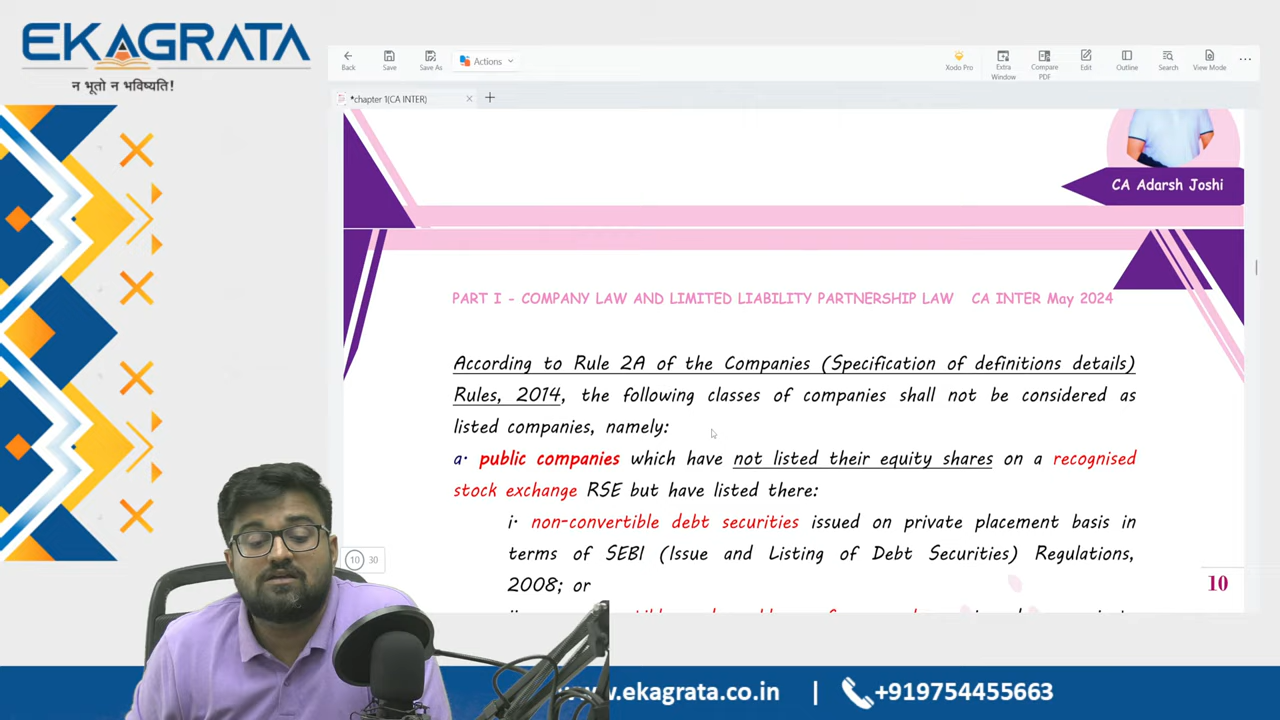 EKAGRATA
न भूतो न भविष्यति!
Back
Save
Save As
Actions
Xodo Pro
Extra Window
Compare PDF
Edit
Outline
Search
View Mode
*chapter 1(CA INTER)
CA Adarsh Joshi
PART I - COMPANY LAW AND LIMITED LIABILITY PARTNERSHIP LAW CA INTER May 2024
According to Rule 2A of the Companies (Specification of definitions details)
Rules, 2014, the following classes of companies shall not be considered as
listed companies, namely:
a. public companies which have not listed their equity shares on a recognised
stock exchange RSE but have listed there:
i. non-convertible debt securities issued on private placement basis in
terms of SEBI (Issue and Listing of Debt Securities) Regulations,
2008; or
10 30
10
www.ekagrata.co.in | +919754455663